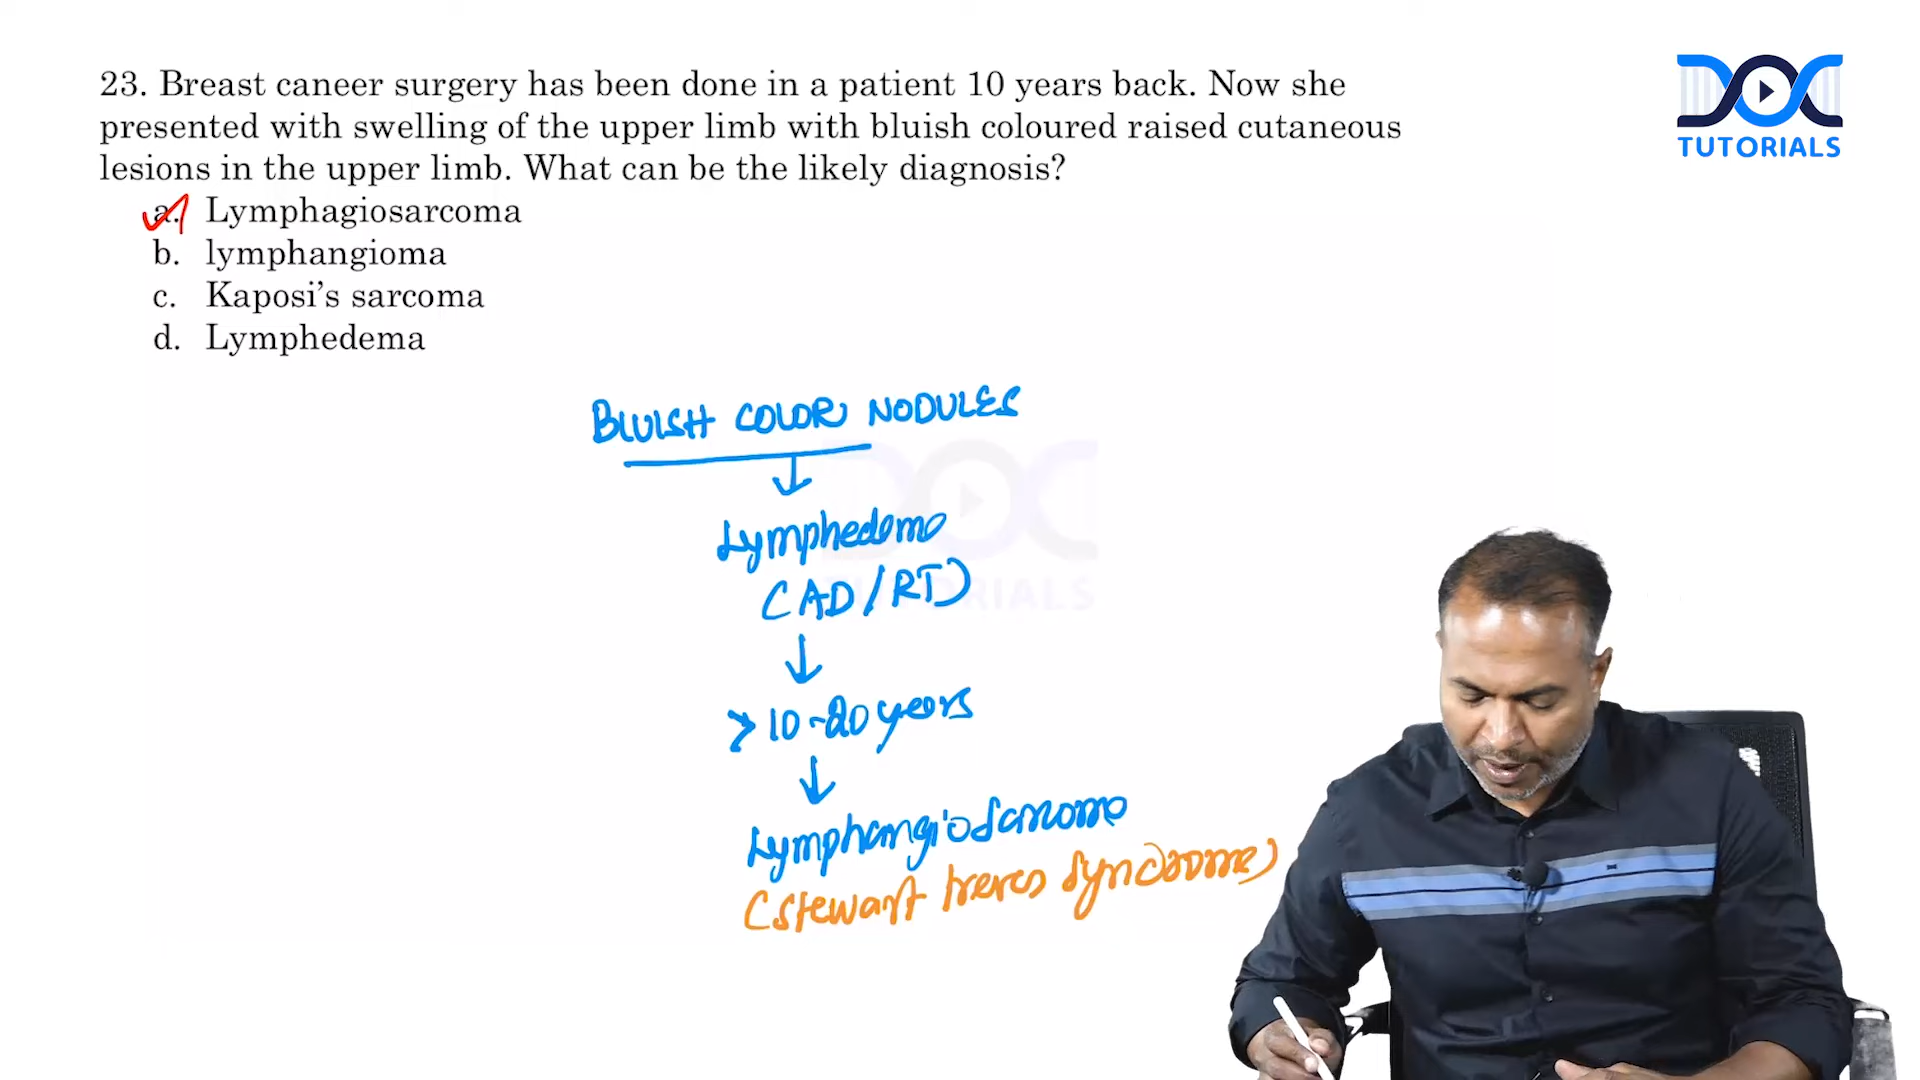 23. Breast caneer surgery has been done in a patient 10 years back. Now she
presented with swelling of the upper limb with bluish coloured raised cutaneous
lesions in the upper limb. What can be the likely diagnosis?
a. Lymphagiosarcoma
b. lymphangioma
c. Kaposi’s sarcoma
d. Lymphedema
TUTORIALS
BLUISH COLOR NODULES
Lymphedema
(AD/RT)
> 10-20 years
Lymphangiosarcoma
(Stewart treves syndrome)
DOC
TUTORIALS